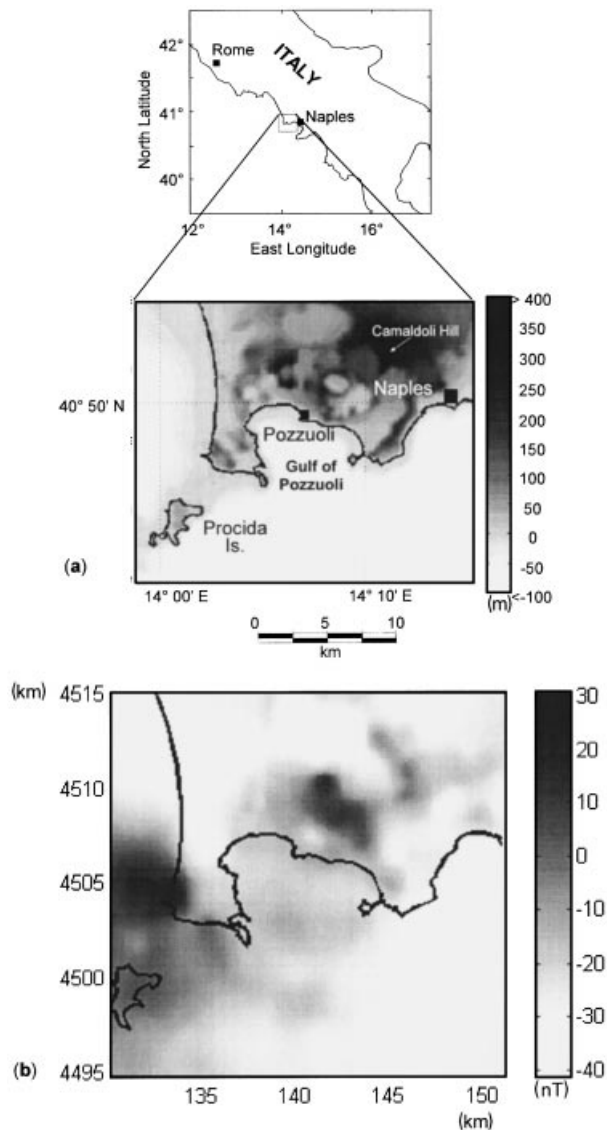 42°
41°
40°
North Latitude
Rome
ITALY
Naples
12°
14°
16°
East Longitude
40° 50' N
Camaldoli Hill
Naples
Pozzuoli
Gulf of
Pozzuoli
Procida
Is.
(a)
14° 00' E
14° 10' E
> 400
350
300
250
200
150
100
50
0
-50
<-100
(m)
0
5
10
km
(km)
4515
4510
4505
4500
4495
(b)
135
140
145
150
(km)
30
20
10
0
-10
-20
-30
-40
(nT)